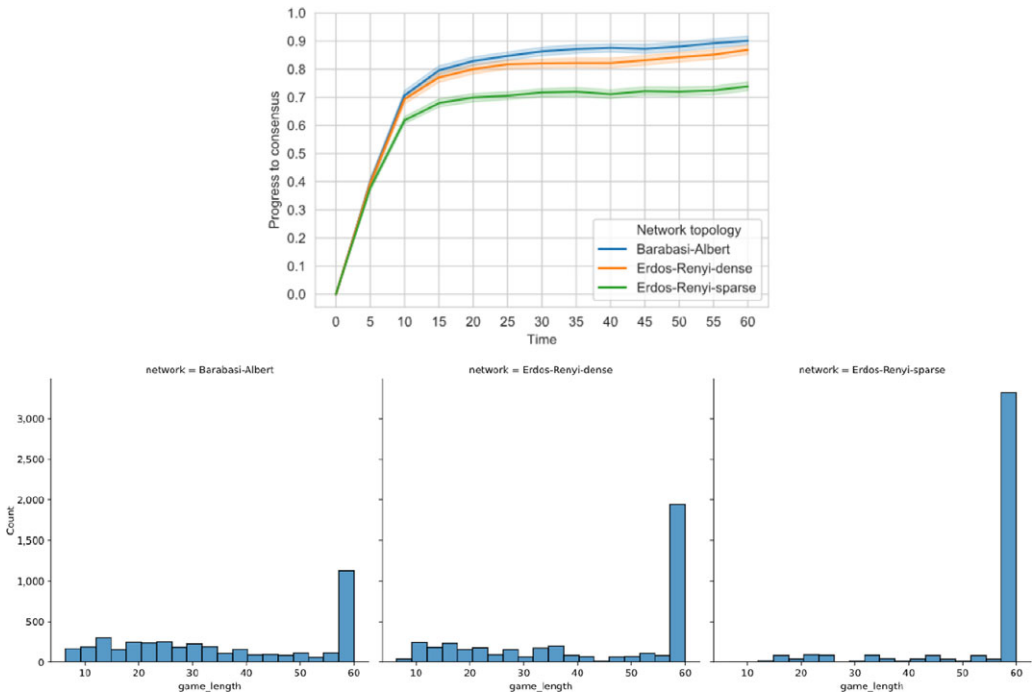 1.0
0.9
0.8
0.7
0.6
0.5
0.4
0.3
0.2
0.1
0.0
Progress to consensus
Network topology
Barabasi-Albert
Erdos-Renyi-dense
Erdos-Renyi-sparse
0 5 10 15 20 25 30 35 40 45 50 55 60
Time
network = Barabasi-Albert
network = Erdos-Renyi-dense
network = Erdos-Renyi-sparse
3,000
2,500
2,000
1,500
1,000
500
0
Count
10 20 30 40 50 60
game_length
10 20 30 40 50 60
game_length
10 20 30 40 50 60
game_length